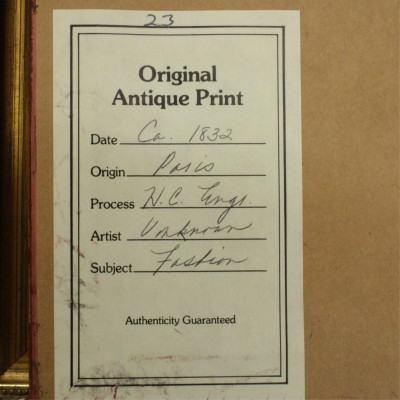 23
Original
Antique Print
Date Ca. 1832
Origin Paris
Process H.C. Engr.
Artist Unknown
Subject Fashion
Authenticity Guaranteed